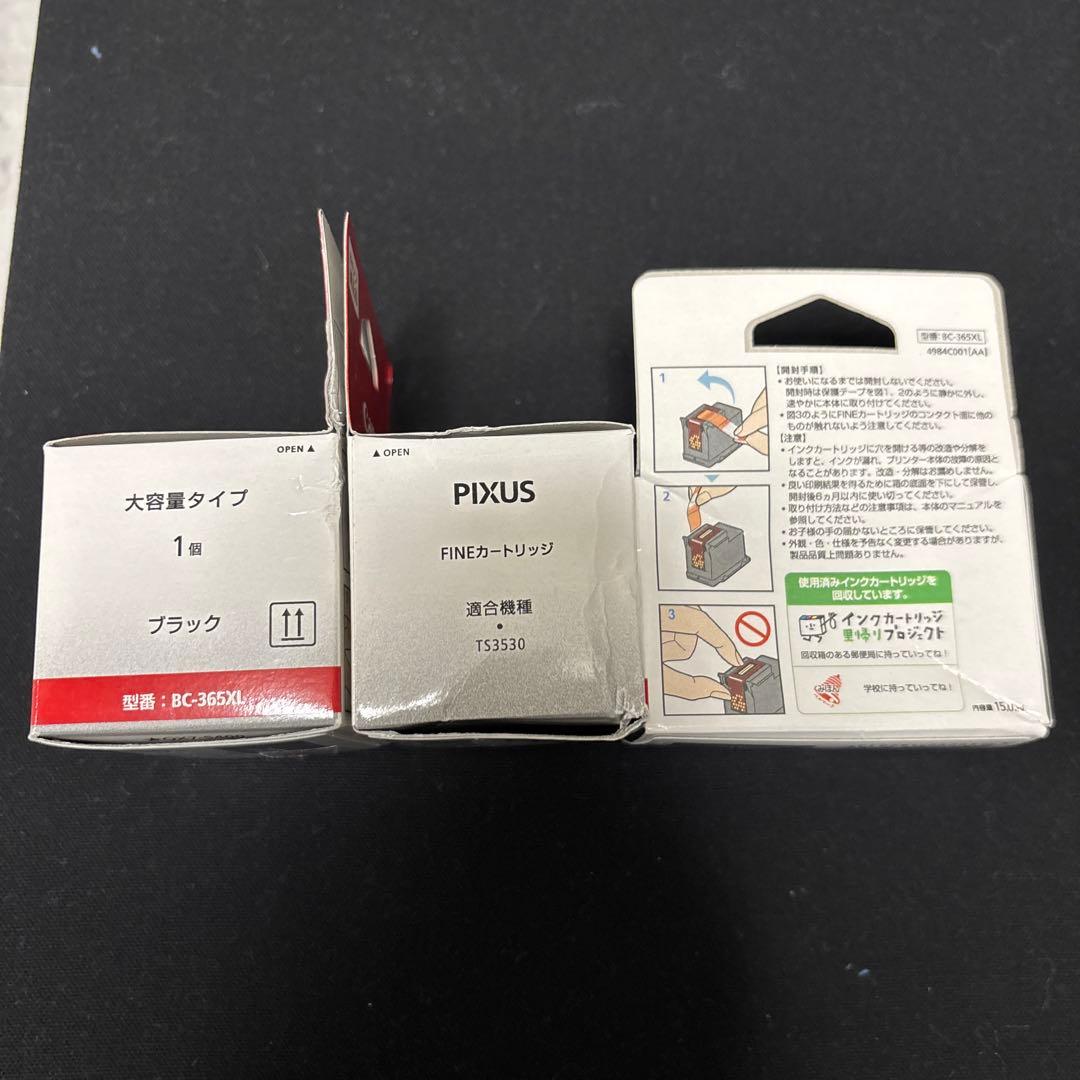 OPEN ▲
大容量タイプ
1個
ブラック
型番：BC-365XL
▲ OPEN
PIXUS
FINEカートリッジ
適合機種
•
TS3530
型番: BC-365XL
4984C001[AA]
【開封手順】
• お使いになるまでは開封しないでください。
開封時は保護テープを図1、2のように静かに外し、
速やかに本体に取り付けてください。
• 図3のようにFINEカートリッジのコンタクト面に他の
ものが触れないよう注意してください。
【注意】
• インクカートリッジに穴を開ける等の改造や分解を
しますと、インクが漏れ、プリンター本体の故障の原因と
なることがあります。改造・分解はお薦めしません。
• 良い印刷結果を得るために箱の底面を下にして保管し、
開封後6ヵ月以内に使い切ってください。
• 取り付け方法などの注意事項は、本体のマニュアルを
参照してください。
• お子様の手の届かないところに保管してください。
• 外観・色・仕様を予告なく変更する場合がありますが、
製品品質上問題ありません。
1
2
3
使用済みインクカートリッジを
回収しています。
インクカートリッジ
里帰りプロジェクト
回収箱のある郵便局に持っていってね！
学校に持っていってね！
内容量